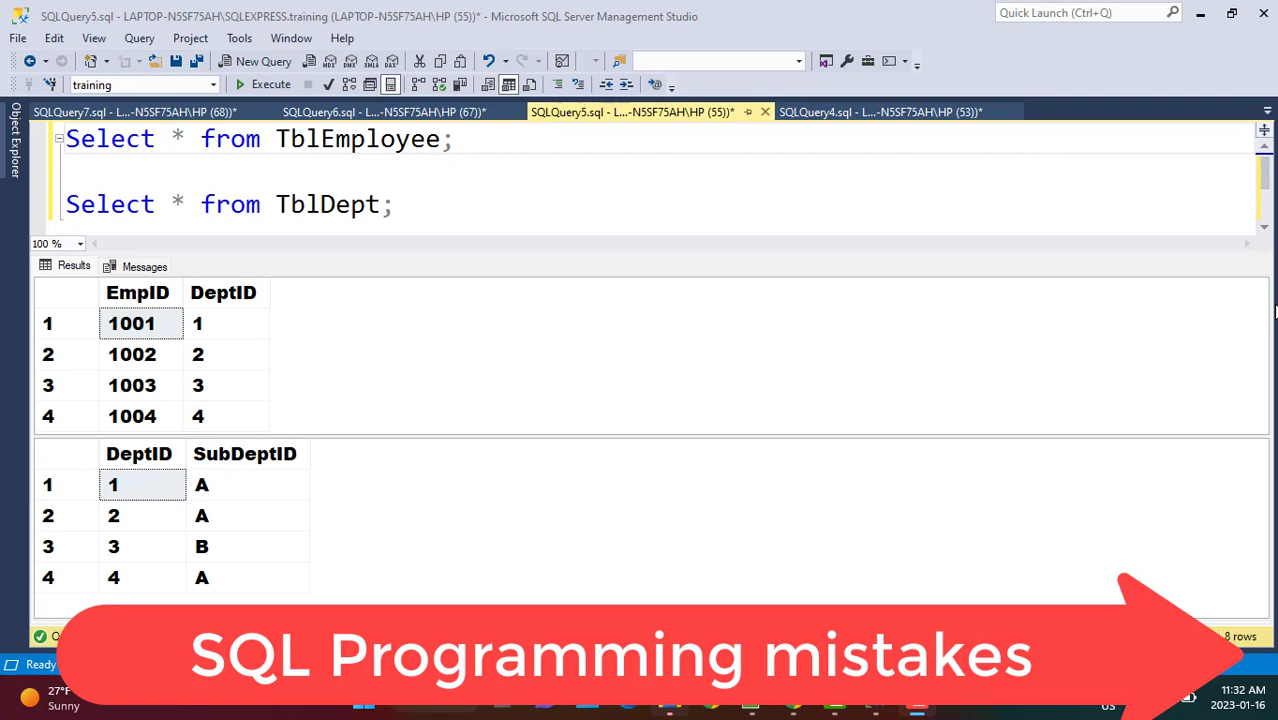 SQLQuery5.sql - LAPTOP-N5SF75AH\SQLEXPRESS.training (LAPTOP-N5SF75AH\HP (55))* - Microsoft SQL Server Management Studio
Quick Launch (Ctrl+Q)
File Edit View Query Project Tools Window Help
New Query
training Execute
SQLQuery7.sql - L...-N5SF75AH\HP (68))* SQLQuery6.sql - L...-N5SF75AH\HP (67))* SQLQuery5.sql - L...-N5SF75AH\HP (55))* SQLQuery4.sql - L...-N5SF75AH\HP (53))*
Object Explorer
Select * from TblEmployee;
Select * from TblDept;
100 %
Results Messages
EmpID DeptID
1 1001 1
2 1002 2
3 1003 3
4 1004 4
DeptID SubDeptID
1 1 A
2 2 A
3 3 B
4 4 A
SQL Programming mistakes
8 rows
Ready
27°F
Sunny
US
11:32 AM
2023-01-16